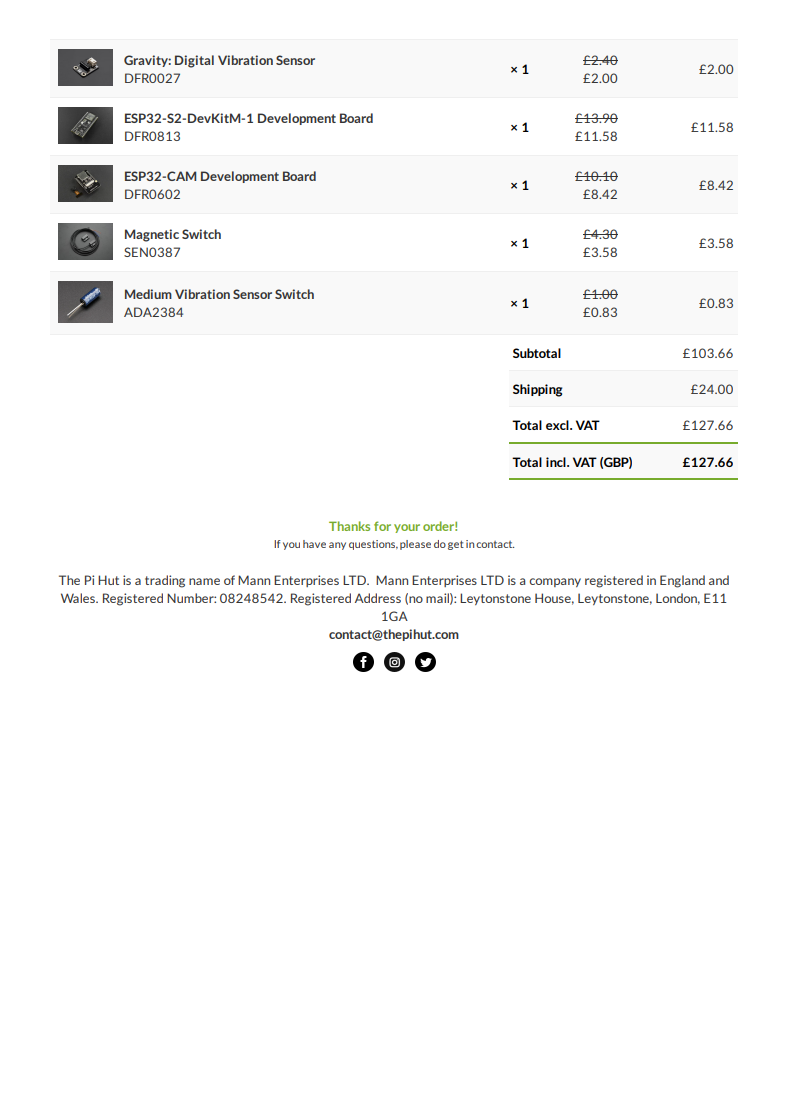 Gravity: Digital Vibration Sensor
DFR0027
× 1
£2.40
£2.00
£2.00
ESP32-S2-DevKitM-1 Development Board
DFR0813
× 1
£13.90
£11.58
£11.58
ESP32-CAM Development Board
DFR0602
× 1
£10.10
£8.42
£8.42
Magnetic Switch
SEN0387
× 1
£4.30
£3.58
£3.58
Medium Vibration Sensor Switch
ADA2384
× 1
£1.00
£0.83
£0.83
Subtotal £103.66
Shipping £24.00
Total excl. VAT £127.66
Total incl. VAT (GBP) £127.66
Thanks for your order!
If you have any questions, please do get in contact.
The Pi Hut is a trading name of Mann Enterprises LTD.  Mann Enterprises LTD is a company registered in England and
Wales. Registered Number: 08248542. Registered Address (no mail): Leytonstone House, Leytonstone, London, E11
1GA
contact@thepihut.com